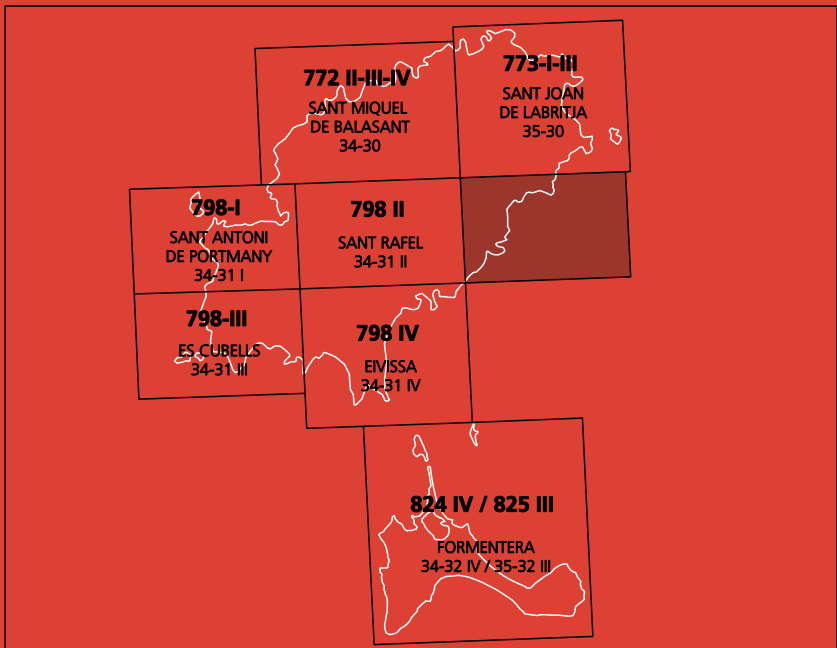 772 II-III-IV
SANT MIQUEL
DE BALASANT
34-30
773-I-III
SANT JOAN
DE LABRITJA
35-30
798-I
SANT ANTONI
DE PORTMANY
34-31 I
798 II
SANT RAFEL
34-31 II
798-III
ES CUBELLS
34-31 III
798 IV
EIVISSA
34-31 IV
824 IV / 825 III
FORMENTERA
34-32 IV / 35-32 III